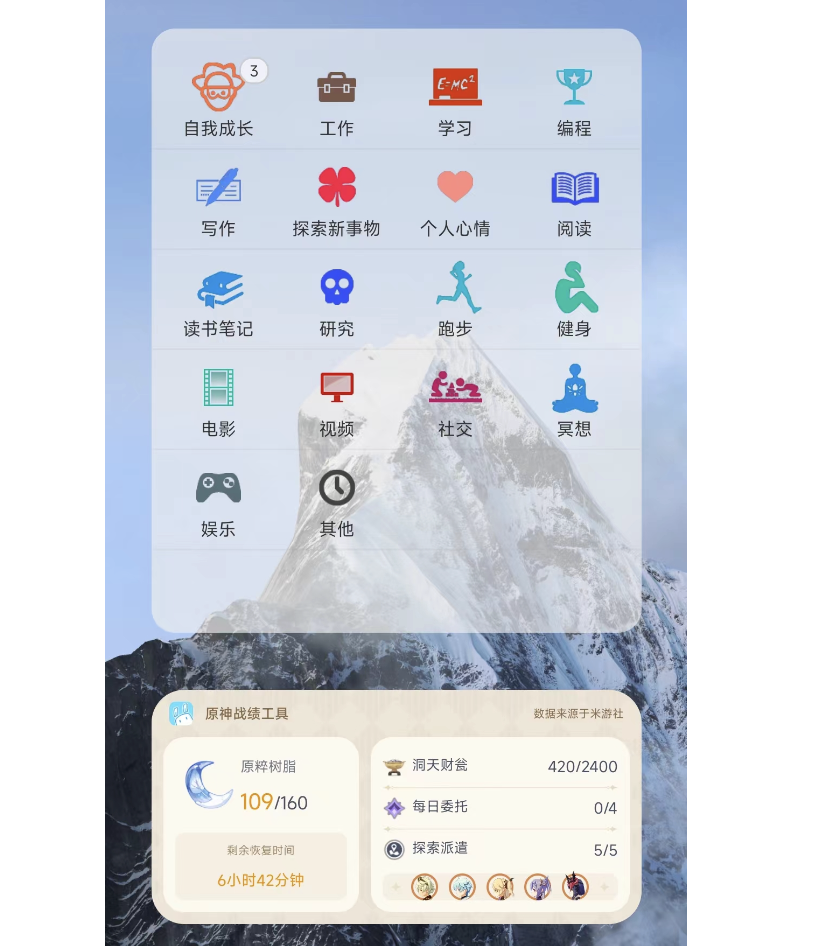 3
自我成长
工作
E=MC²
学习
编程
写作
探索新事物
个人心情
阅读
读书笔记
研究
跑步
健身
电影
视频
社交
冥想
娱乐
其他
原神战绩工具
数据来源于米游社
原粹树脂
109/160
剩余恢复时间
6小时42分钟
洞天财瓮
420/2400
每日委托
0/4
探索派遣
5/5